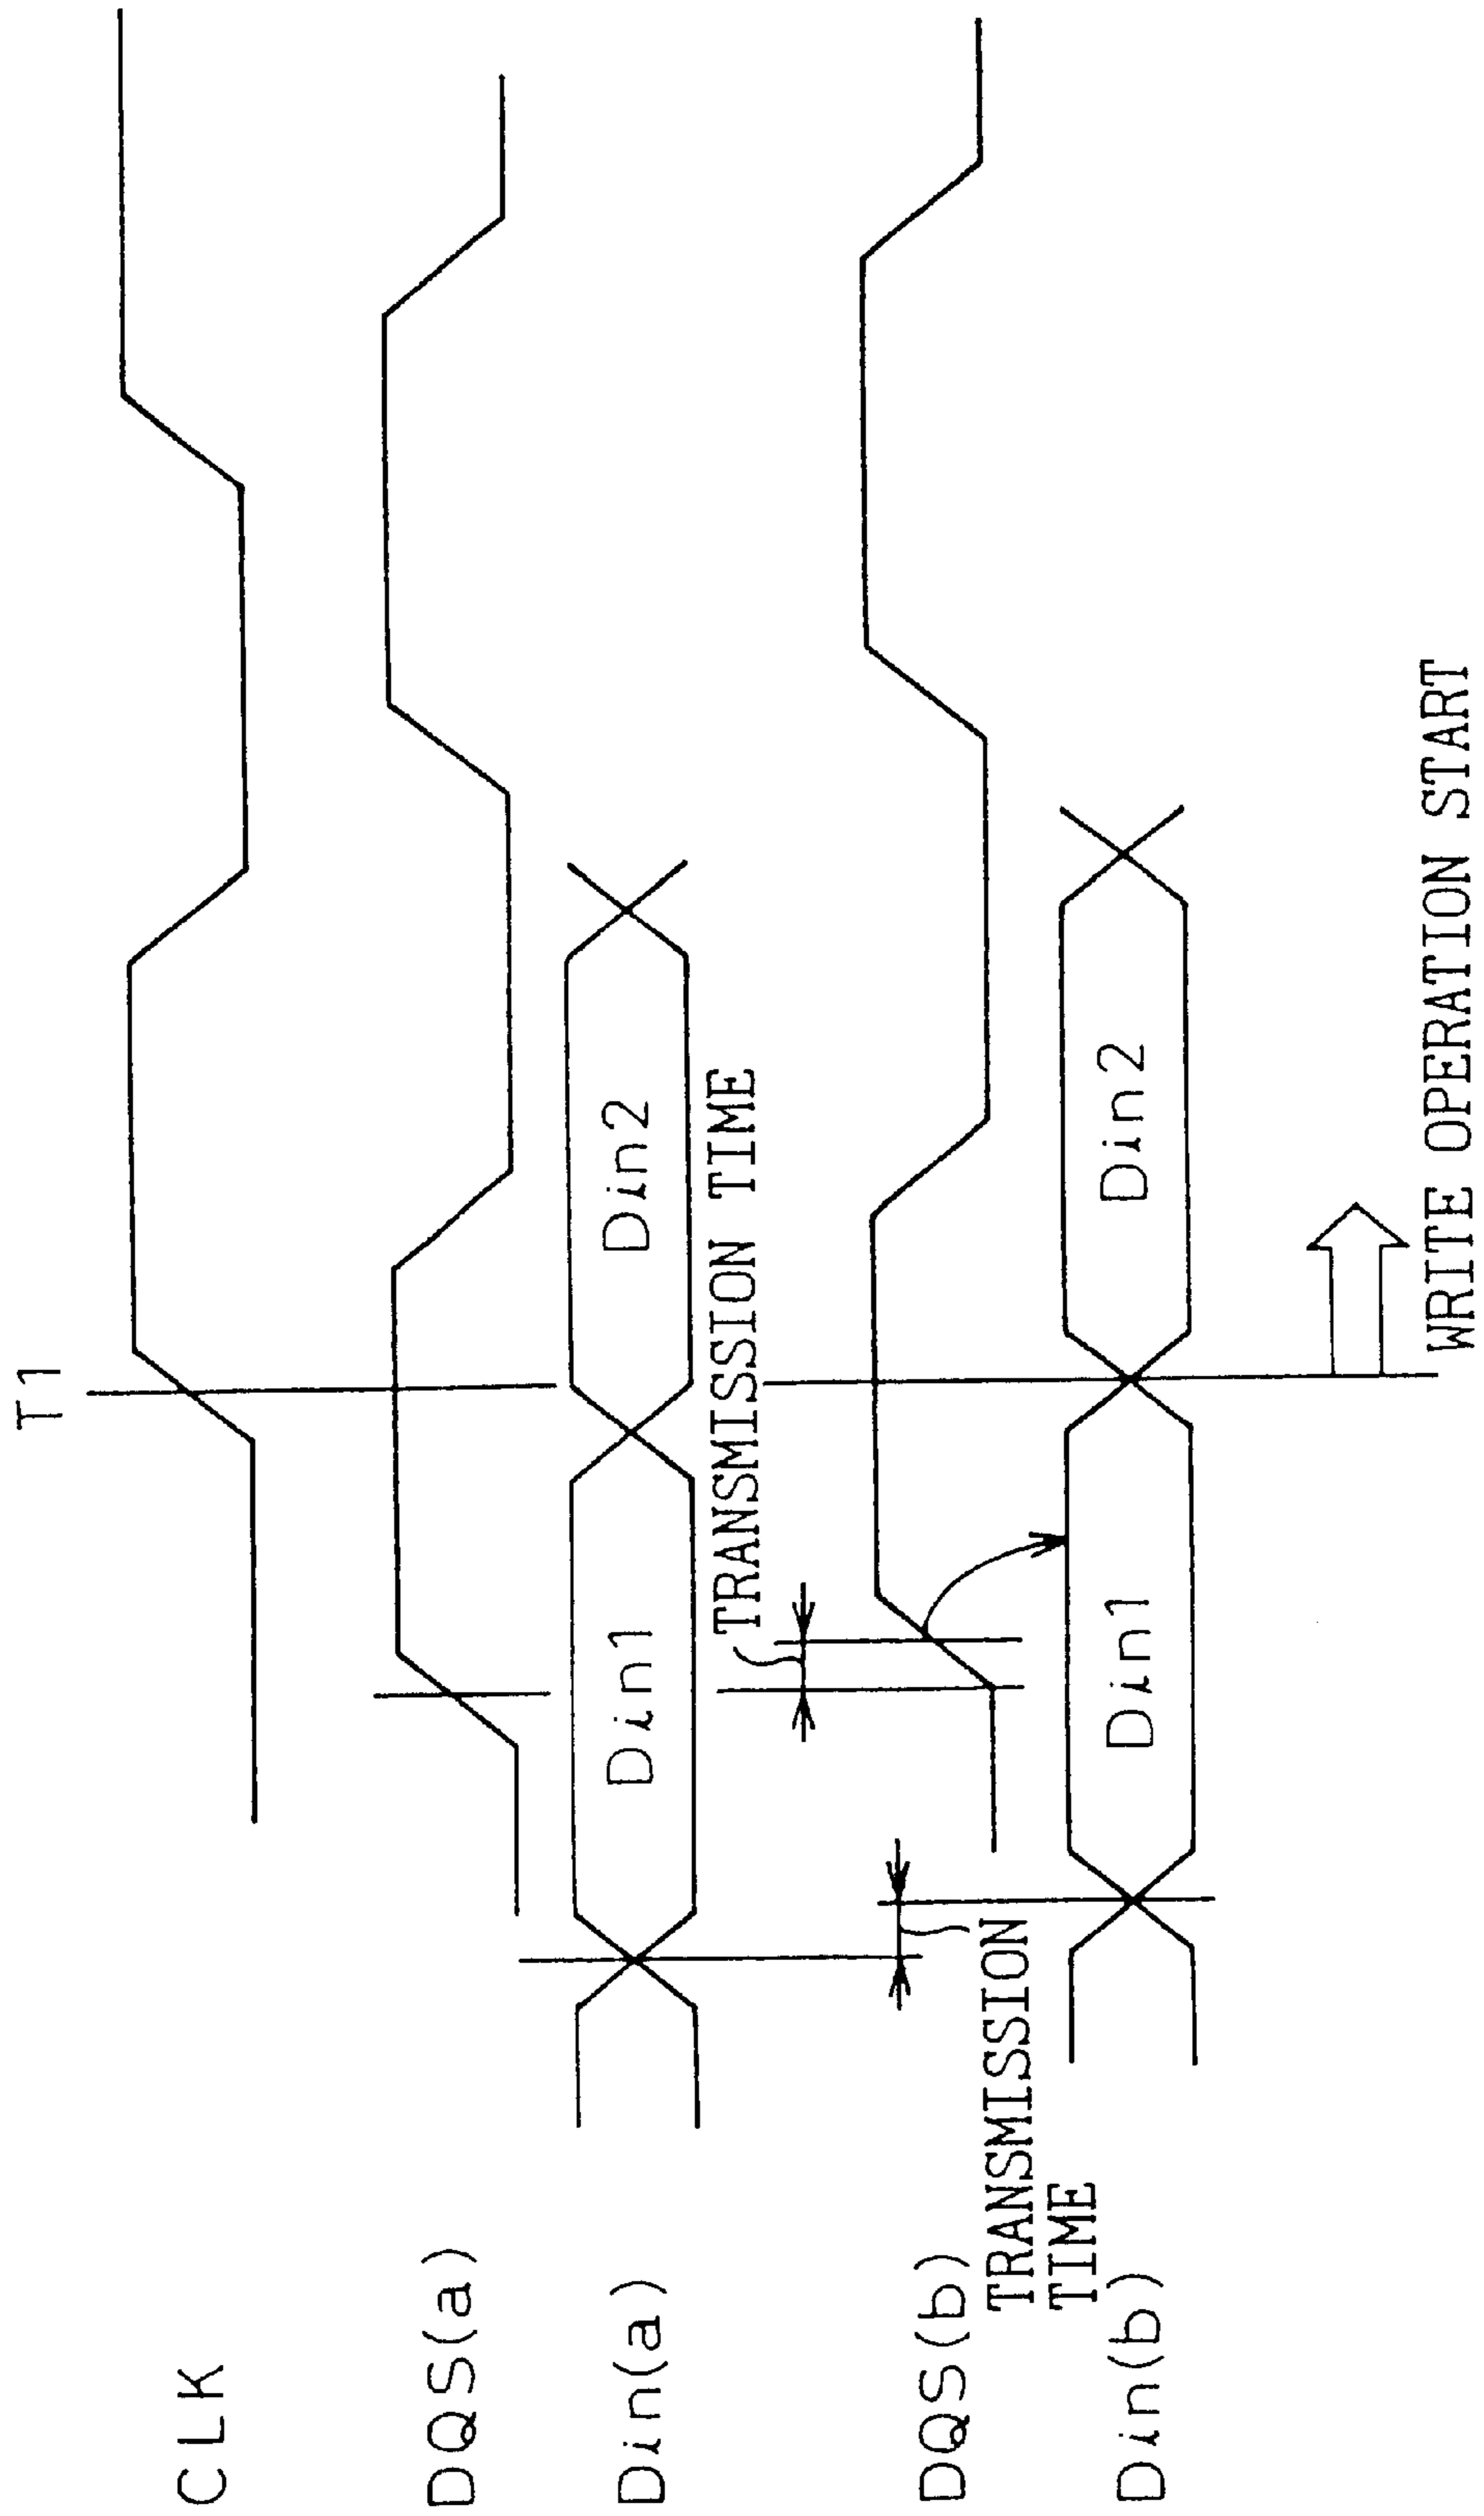 T1
CLK
DQS(a)
Din(a)
Din1
Din2
TRANSMISSION TIME
DQS(b)
TRANSMISSION
TIME
Din(b)
Din1
Din2
WRITE OPERATION START